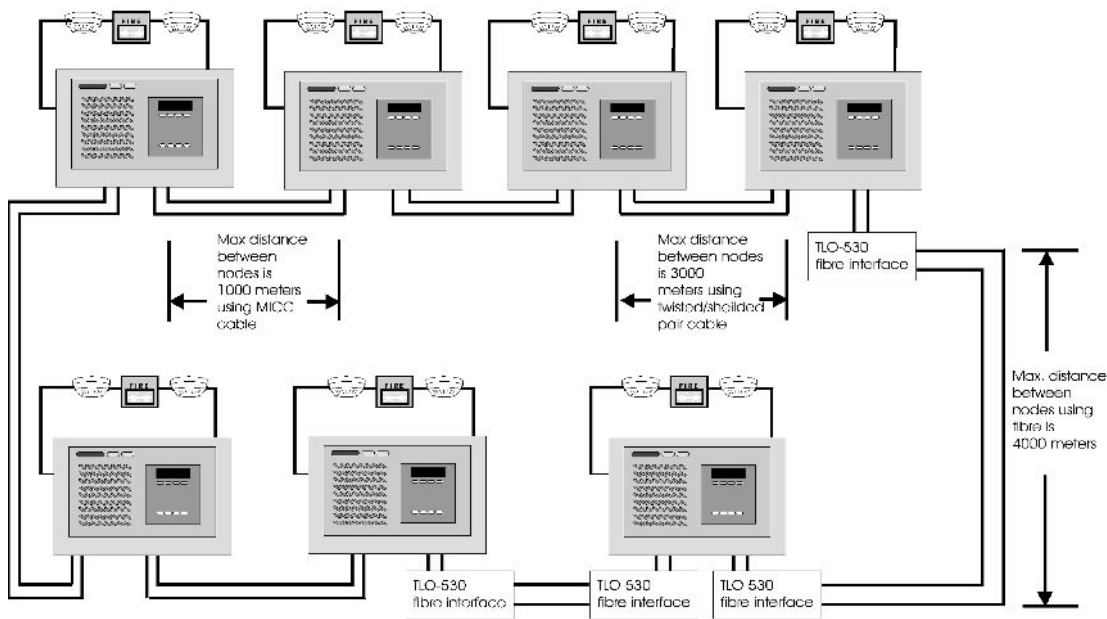 FIRE
FIRE
FIRE
FIRE
TLO-530
fibre interface
Max distance
between
nodes is
1000 meters
using MICC
cable
Max distance
between nodes
is 3000
meters using
twisted/sheilded
pair cable
Max. distance
between
nodes using
fibre is
4000 meters
FIRE
FIRE
FIRE
TLO-530
fibre interface
TLO 530
fibre interface
TLO 530
fibre interface